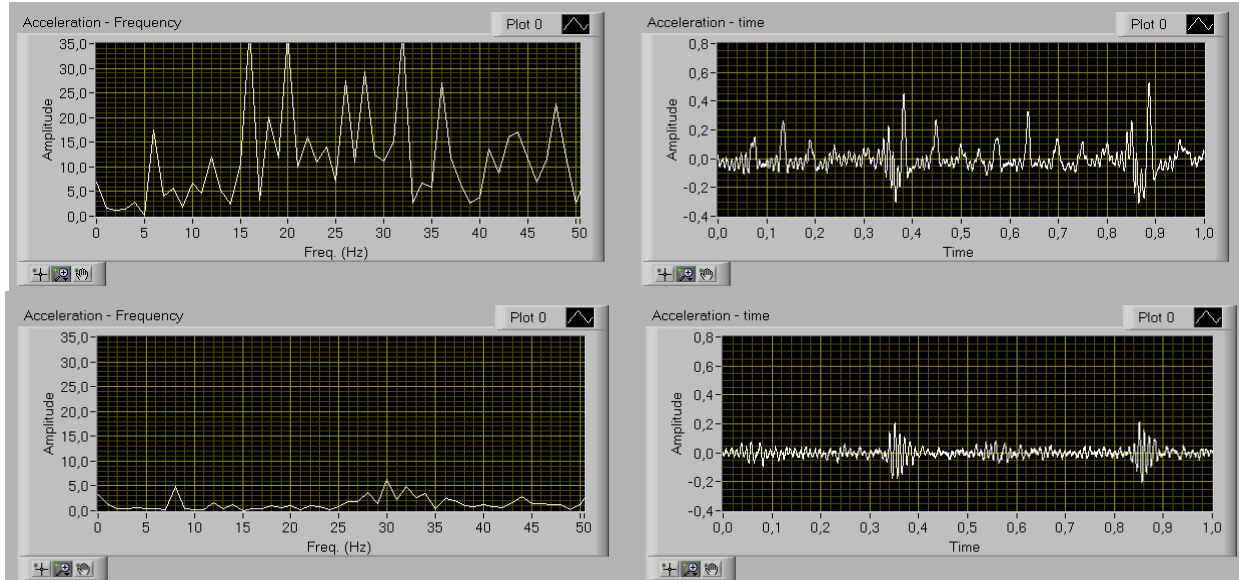 Acceleration - Frequency
Plot 0
35,0
30,0
25,0
20,0
15,0
10,0
5,0
0,0
Amplitude
0 5 10 15 20 25 30 35 40 45 50
Freq. (Hz)
Acceleration - time
Plot 0
0,8
0,6
0,4
0,2
0,0
-0,2
-0,4
Amplitude
0,0 0,1 0,2 0,3 0,4 0,5 0,6 0,7 0,8 0,9 1,0
Time
Acceleration - Frequency
Plot 0
35,0
30,0
25,0
20,0
15,0
10,0
5,0
0,0
Amplitude
0 5 10 15 20 25 30 35 40 45 50
Freq. (Hz)
Acceleration - time
Plot 0
0,8
0,6
0,4
0,2
0,0
-0,2
-0,4
Amplitude
0,0 0,1 0,2 0,3 0,4 0,5 0,6 0,7 0,8 0,9 1,0
Time